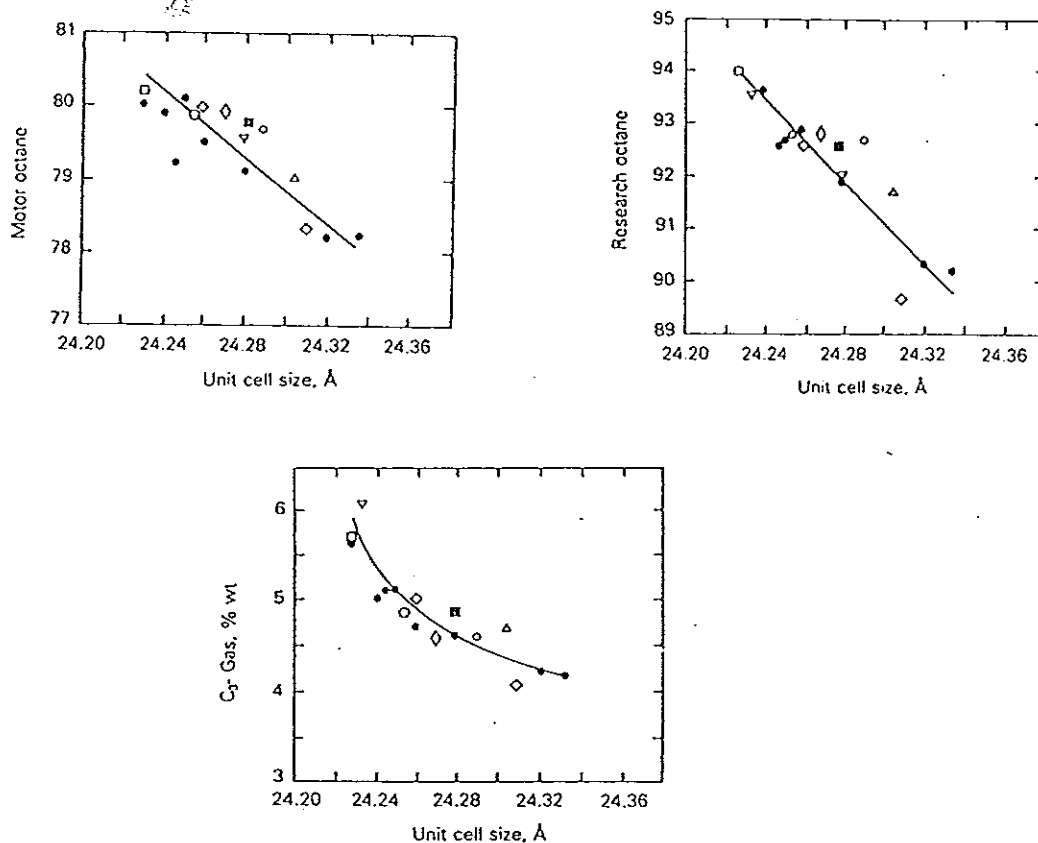 Motor octane
81
80
79
78
77
24.20 24.24 24.28 24.32 24.36
Unit cell size, Å
Research octane
95
94
93
92
91
90
89
24.20 24.24 24.28 24.32 24.36
Unit cell size, Å
C₃- Gas, % wt
6
5
4
3
24.20 24.24 24.28 24.32 24.36
Unit cell size, Å